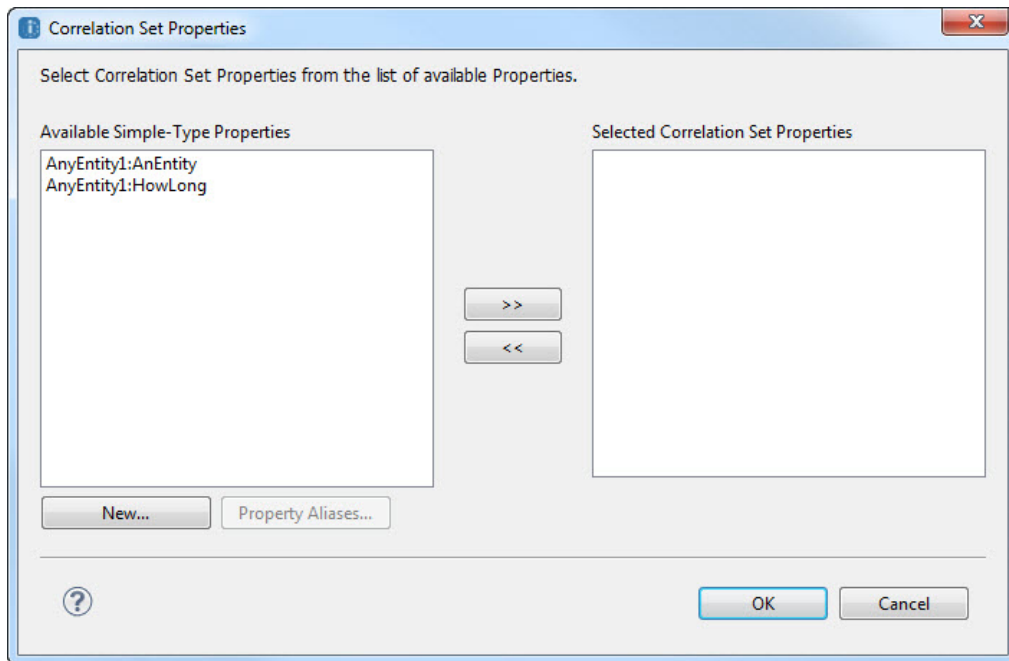 Correlation Set Properties
Select Correlation Set Properties from the list of available Properties.
Available Simple-Type Properties
Selected Correlation Set Properties
AnyEntity1:AnEntity
AnyEntity1:HowLong
>>
<<
New...
Property Aliases...
?
OK
Cancel